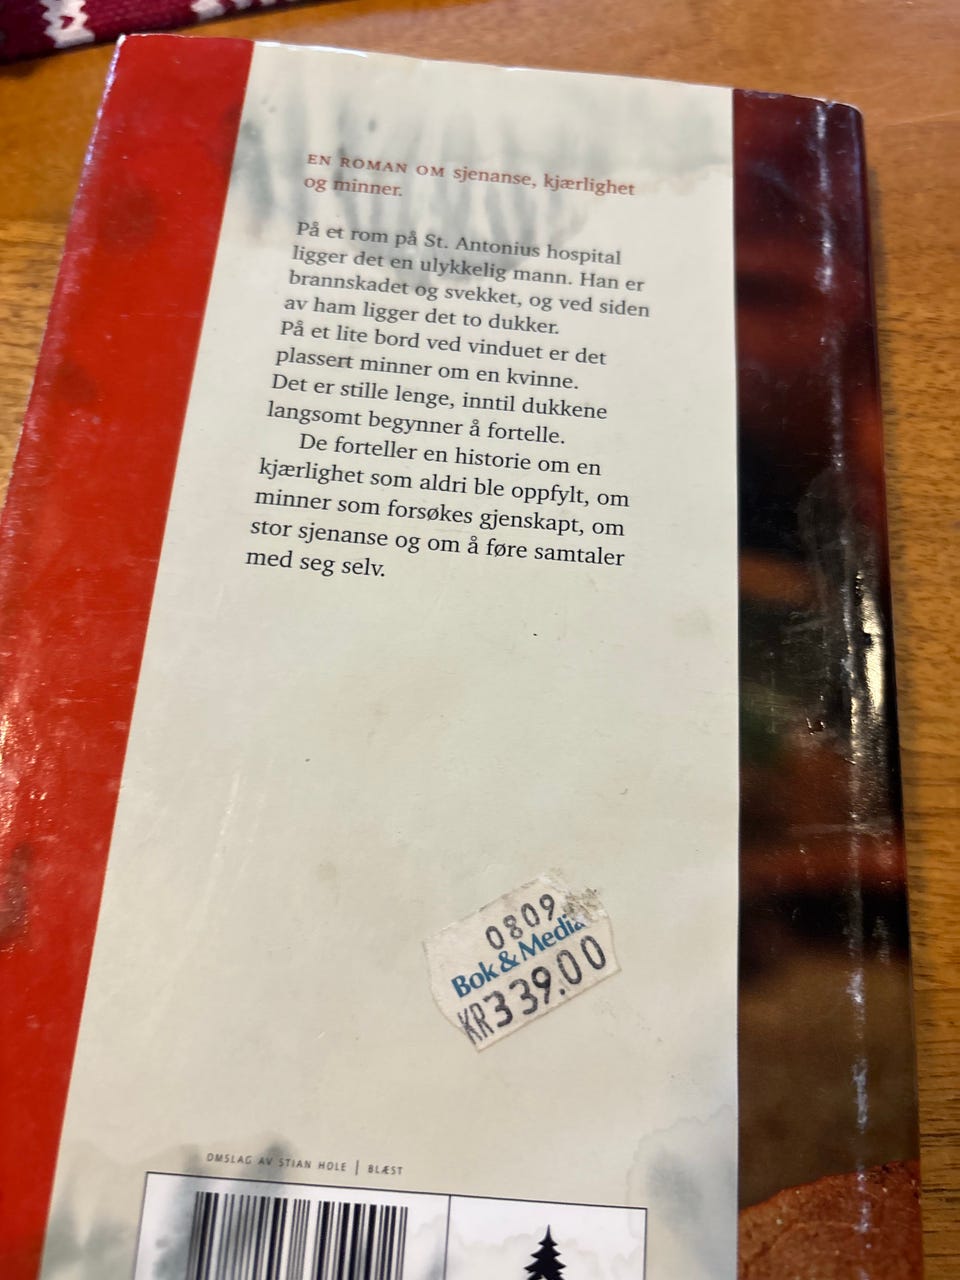 EN ROMAN OM sjenanse, kjærlighet
og minner.
På et rom på St. Antonius hospital
ligger det en ulykkelig mann. Han er
brannskadet og svekket, og ved siden
av ham ligger det to dukker.
På et lite bord ved vinduet er det
plassert minner om en kvinne.
Det er stille lenge, inntil dukkene
langsomt begynner å fortelle.
De forteller en historie om en
kjærlighet som aldri ble oppfylt, om
minner som forsøkes gjenskapt, om
stor sjenanse og om å føre samtaler
med seg selv.
0809
Bok & Media
KR339.00
OMSLAG AV STIAN HOLE | BLÆST